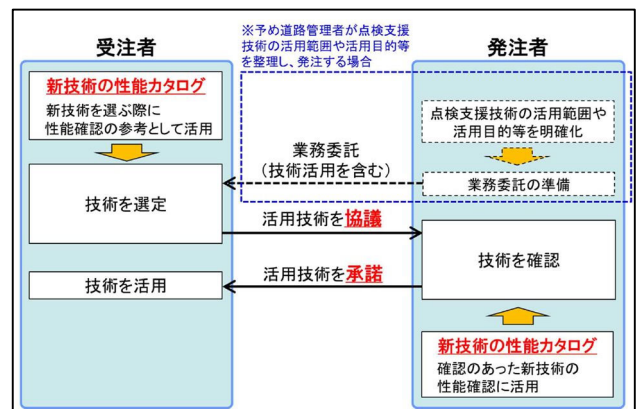 受注者
※予め道路管理者が点検支援
技術の活用範囲や活用目的等
を整理し、発注する場合
発注者
新技術の性能カタログ
新技術を選ぶ際に
性能確認の参考として活用
点検支援技術の活用範囲や
活用目的等を明確化
業務委託
（技術活用を含む）
業務委託の準備
技術を選定
活用技術を協議
技術を確認
活用技術を承諾
技術を活用
新技術の性能カタログ
確認のあった新技術の
性能確認に活用